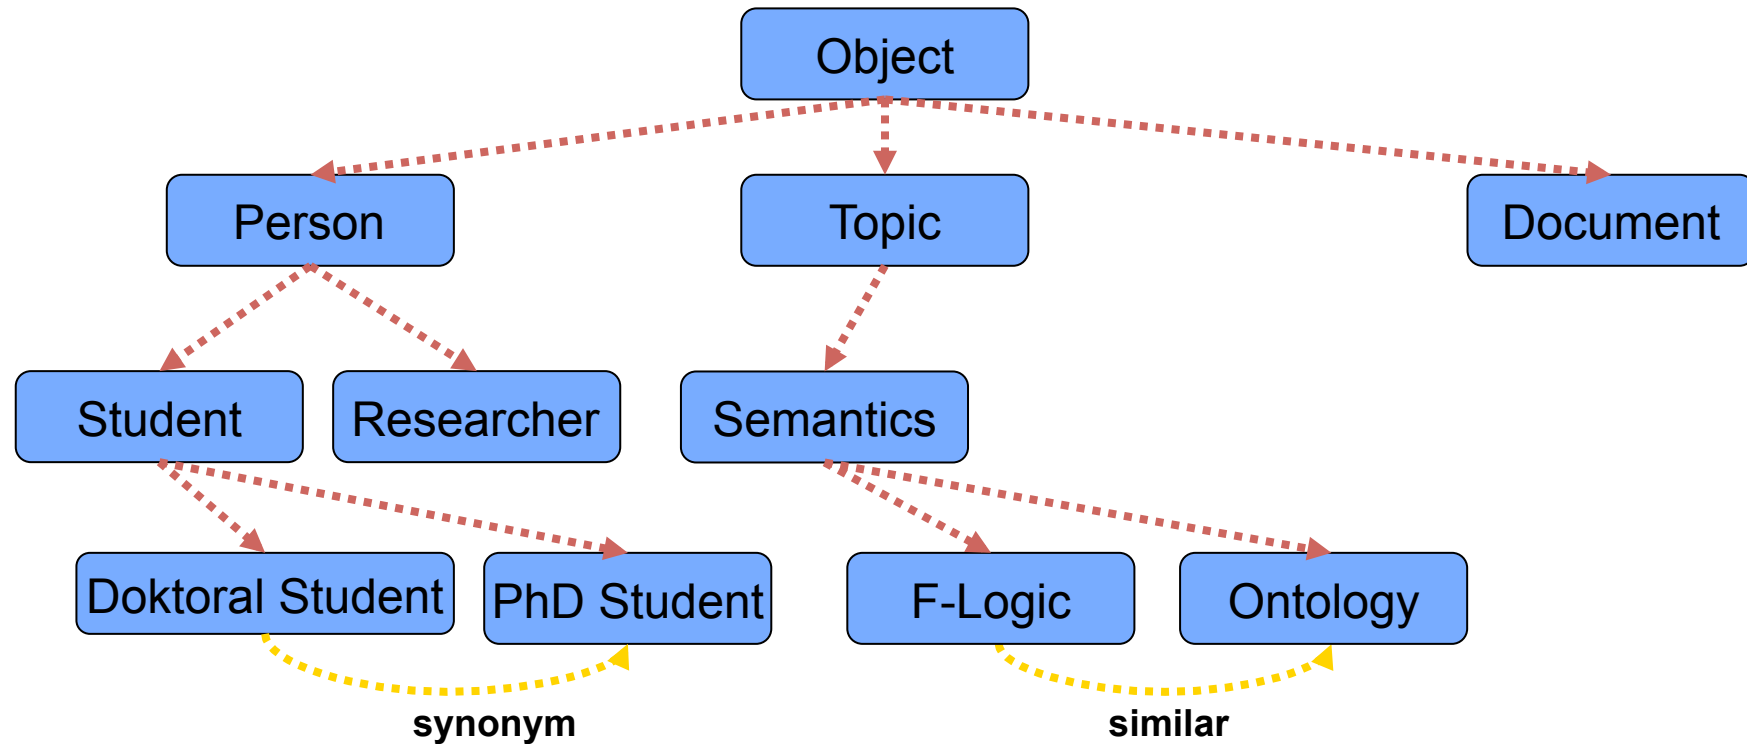 Object
Person
Topic
Document
Student
Researcher
Semantics
Doktoral Student
PhD Student
F-Logic
Ontology
synonym
similar